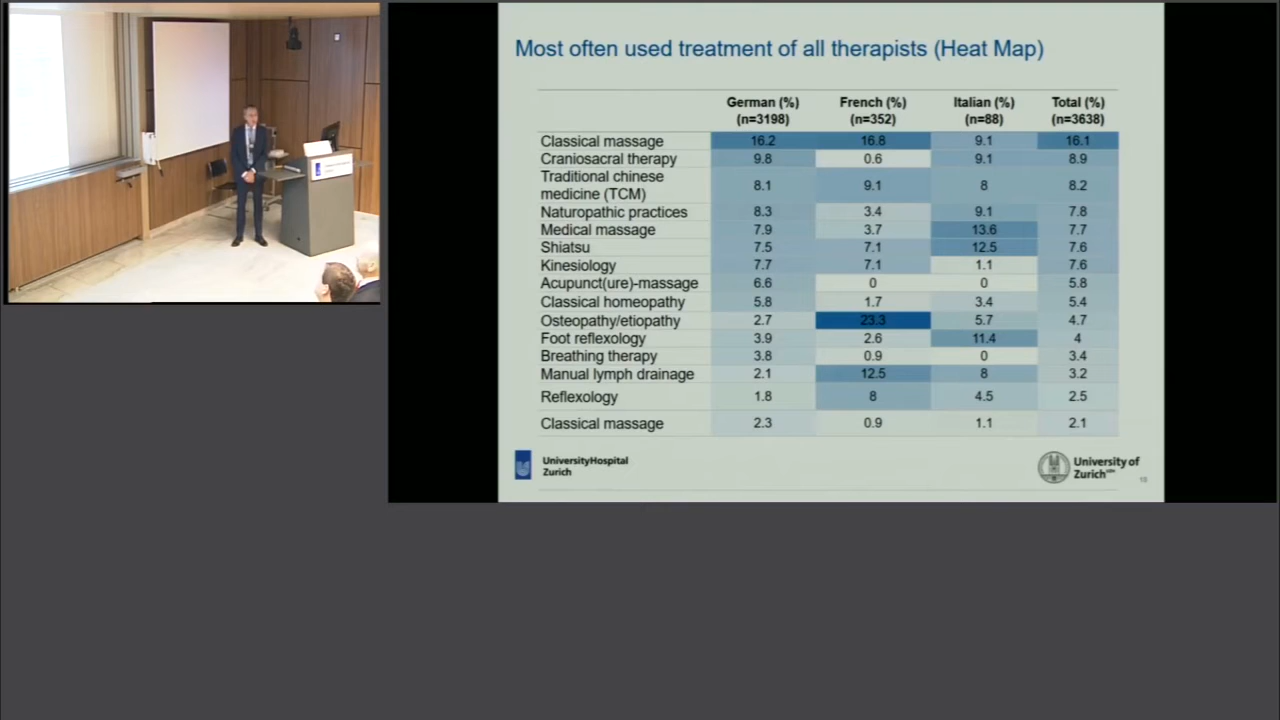 Most often used treatment of all therapists (Heat Map)
German (%) French (%) Italian (%) Total (%)
(n=3198) (n=352) (n=88) (n=3638)
Classical massage 16.2 16.8 9.1 16.1
Craniosacral therapy 9.8 0.6 9.1 8.9
Traditional chinese
medicine (TCM) 8.1 9.1 8 8.2
Naturopathic practices 8.3 3.4 9.1 7.8
Medical massage 7.9 3.7 13.6 7.7
Shiatsu 7.5 7.1 12.5 7.6
Kinesiology 7.7 7.1 1.1 7.6
Acupunct(ure)-massage 6.6 0 0 5.8
Classical homeopathy 5.8 1.7 3.4 5.4
Osteopathy/etiopathy 2.7 23.3 5.7 4.7
Foot reflexology 3.9 2.6 11.4 4
Breathing therapy 3.8 0.9 0 3.4
Manual lymph drainage 2.1 12.5 8 3.2
Reflexology 1.8 8 4.5 2.5
Classical massage 2.3 0.9 1.1 2.1
UniversityHospital
Zurich
University of
Zurich